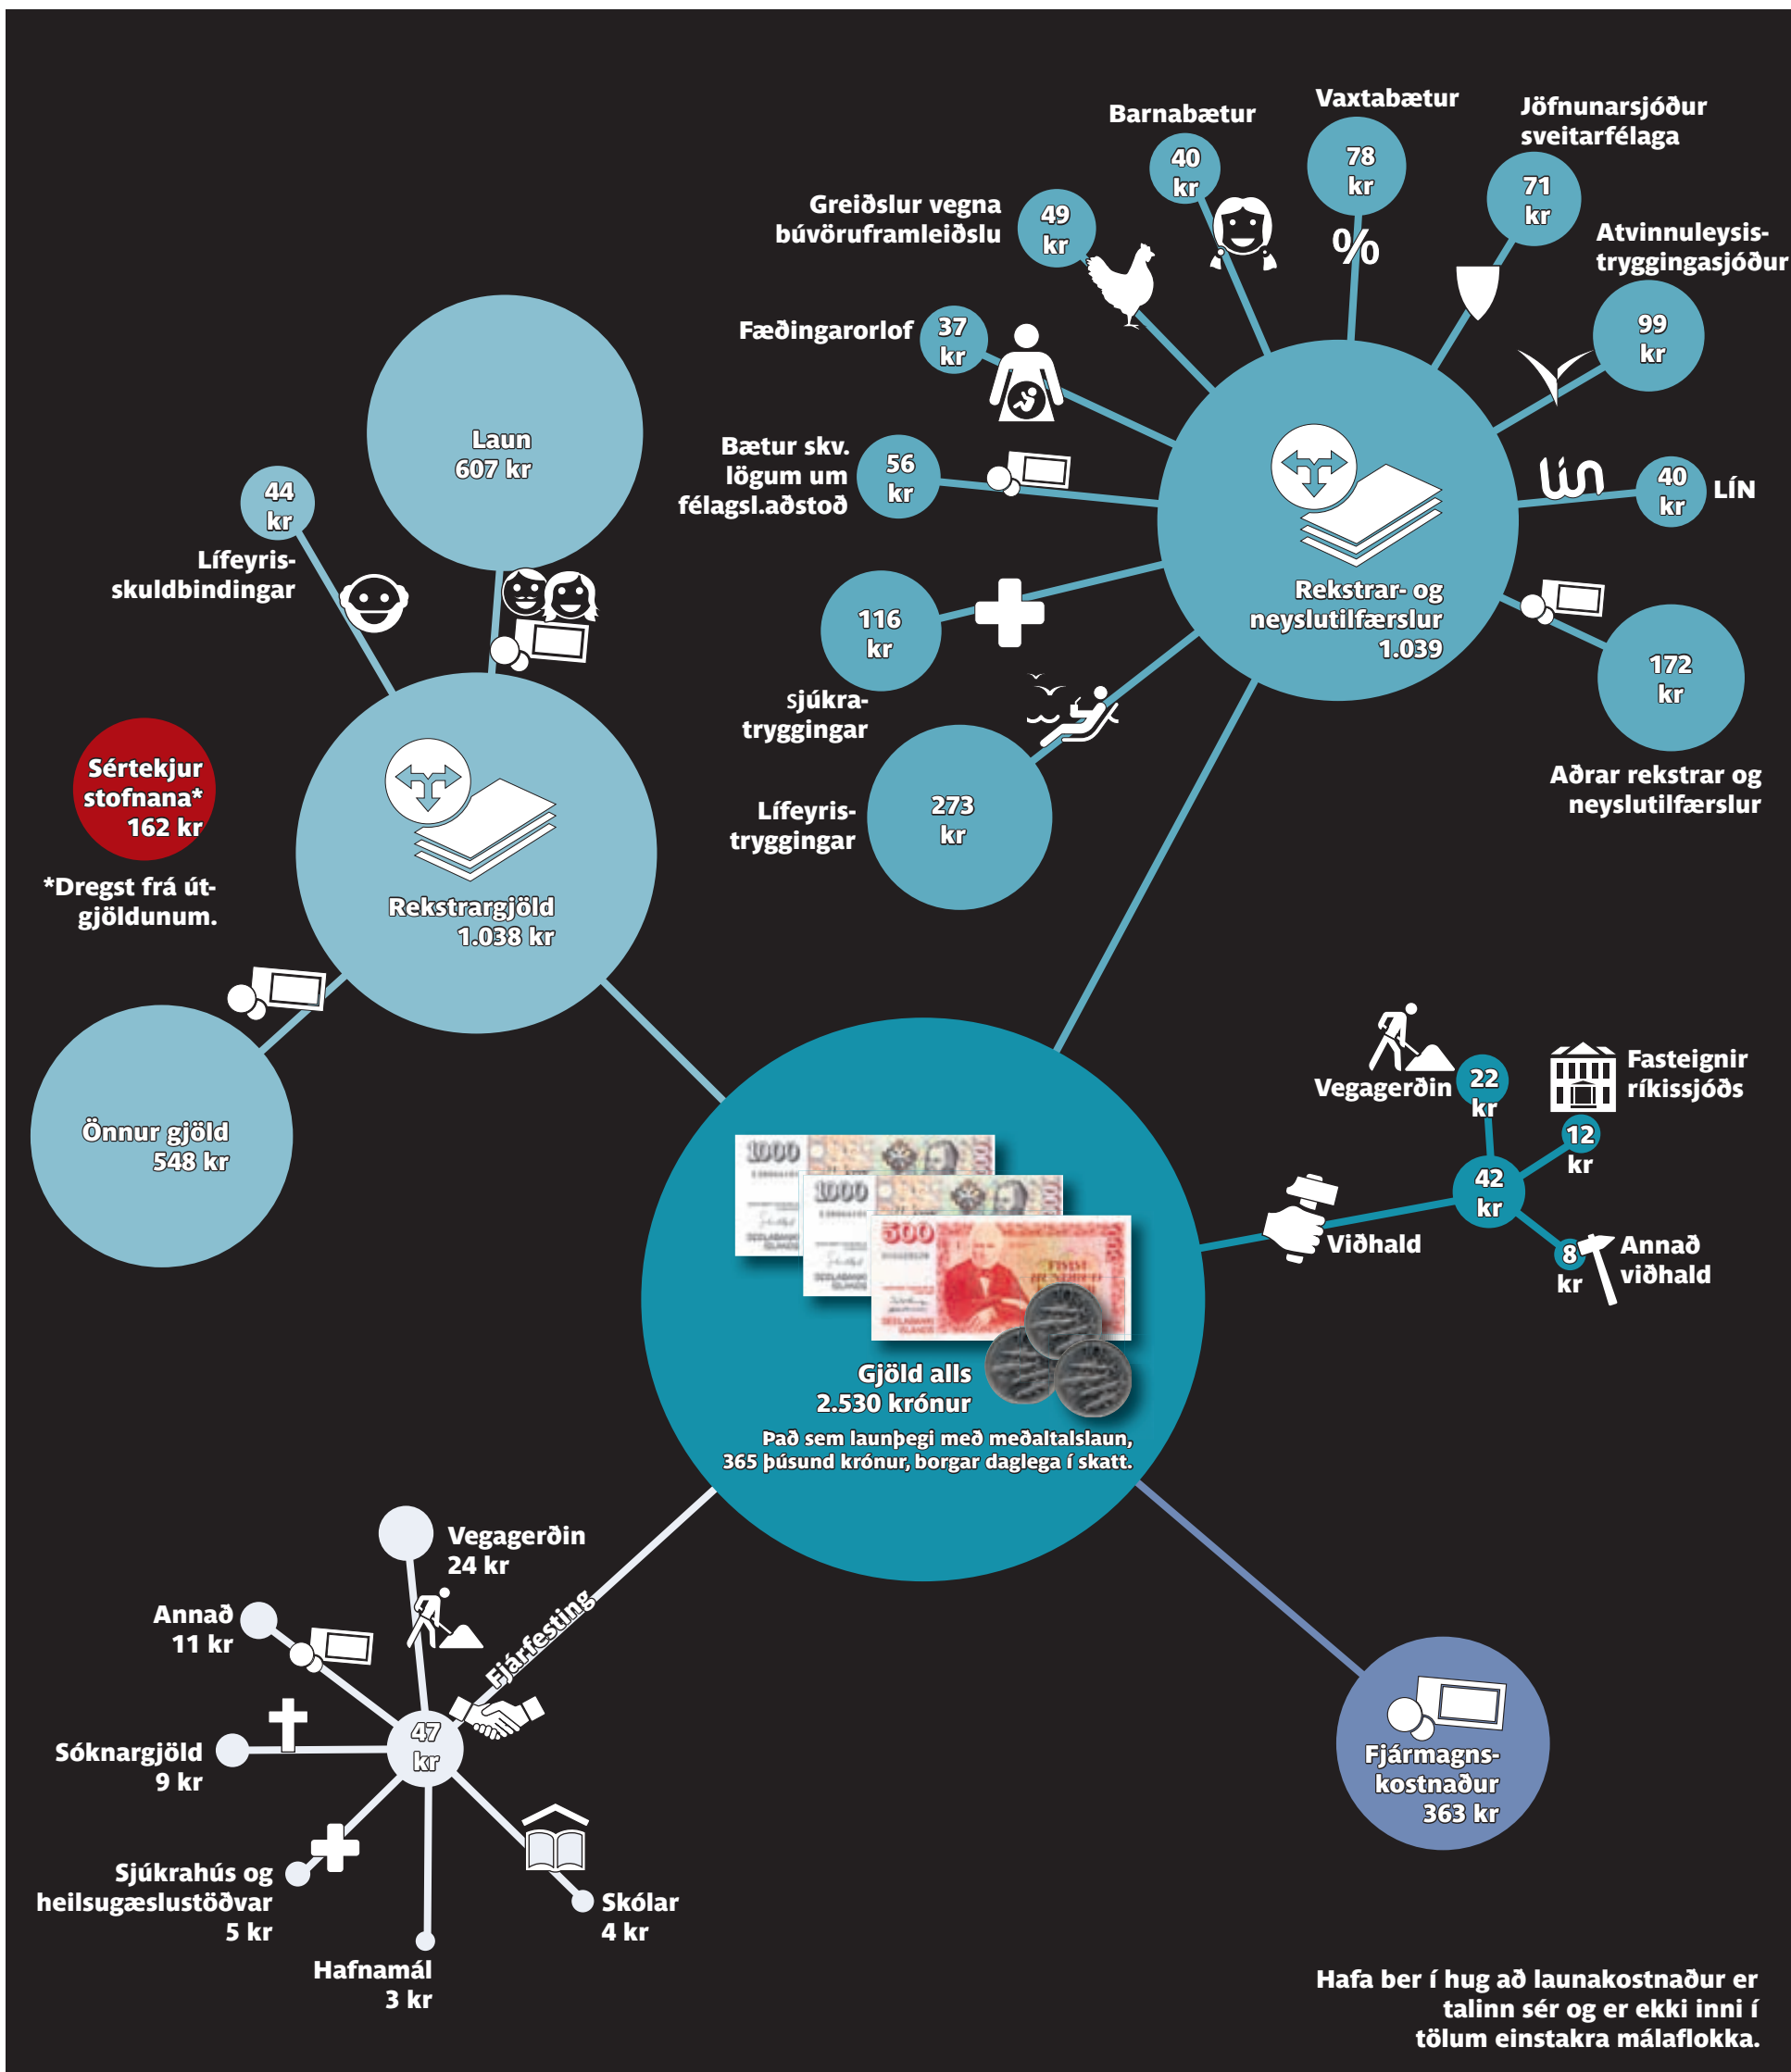 Barnabætur
40
kr
Vaxtabætur
78
kr
%
Jöfnunarsjóður
sveitarfélaga
71
kr
Greiðslur vegna
búvöruframleiðslu
49
kr
Atvinnuleysis-
tryggingasjóður
99
kr
Fæðingarorlof
37
kr
Bætur skv.
lögum um
félagsl.aðstoð
56
kr
lín
40
kr
LÍN
Rekstrar- og
neyslutilfærslur
1.039
116
kr
sjúkra-
tryggingar
172
kr
Aðrar rekstrar og
neyslutilfærslur
273
kr
Lífeyris-
tryggingar
Laun
607 kr
44
kr
Lífeyris-
skuldbindingar
Sértekjur
stofnana*
162 kr
*Dregst frá út-
gjöldunum.
Rekstrargjöld
1.038 kr
Önnur gjöld
548 kr
Vegagerðin
22
kr
Fasteignir
ríkissjóðs
12
kr
42
kr
Viðhald
8
kr
Annað
viðhald
1000
1000
500
Gjöld alls
2.530 krónur
Það sem launþegi með meðaltalslaun,
365 þúsund krónur, borgar daglega í skatt.
Vegagerðin
24 kr
Annað
11 kr
Fjárfesting
47
kr
Sóknargjöld
9 kr
Sjúkrahús og
heilsugæslustöðvar
5 kr
Skólar
4 kr
Hafnamál
3 kr
Fjármagns-
kostnaður
363 kr
Hafa ber í hug að launakostnaður er
talinn sér og er ekki inni í
tölum einstakra málaflokka.